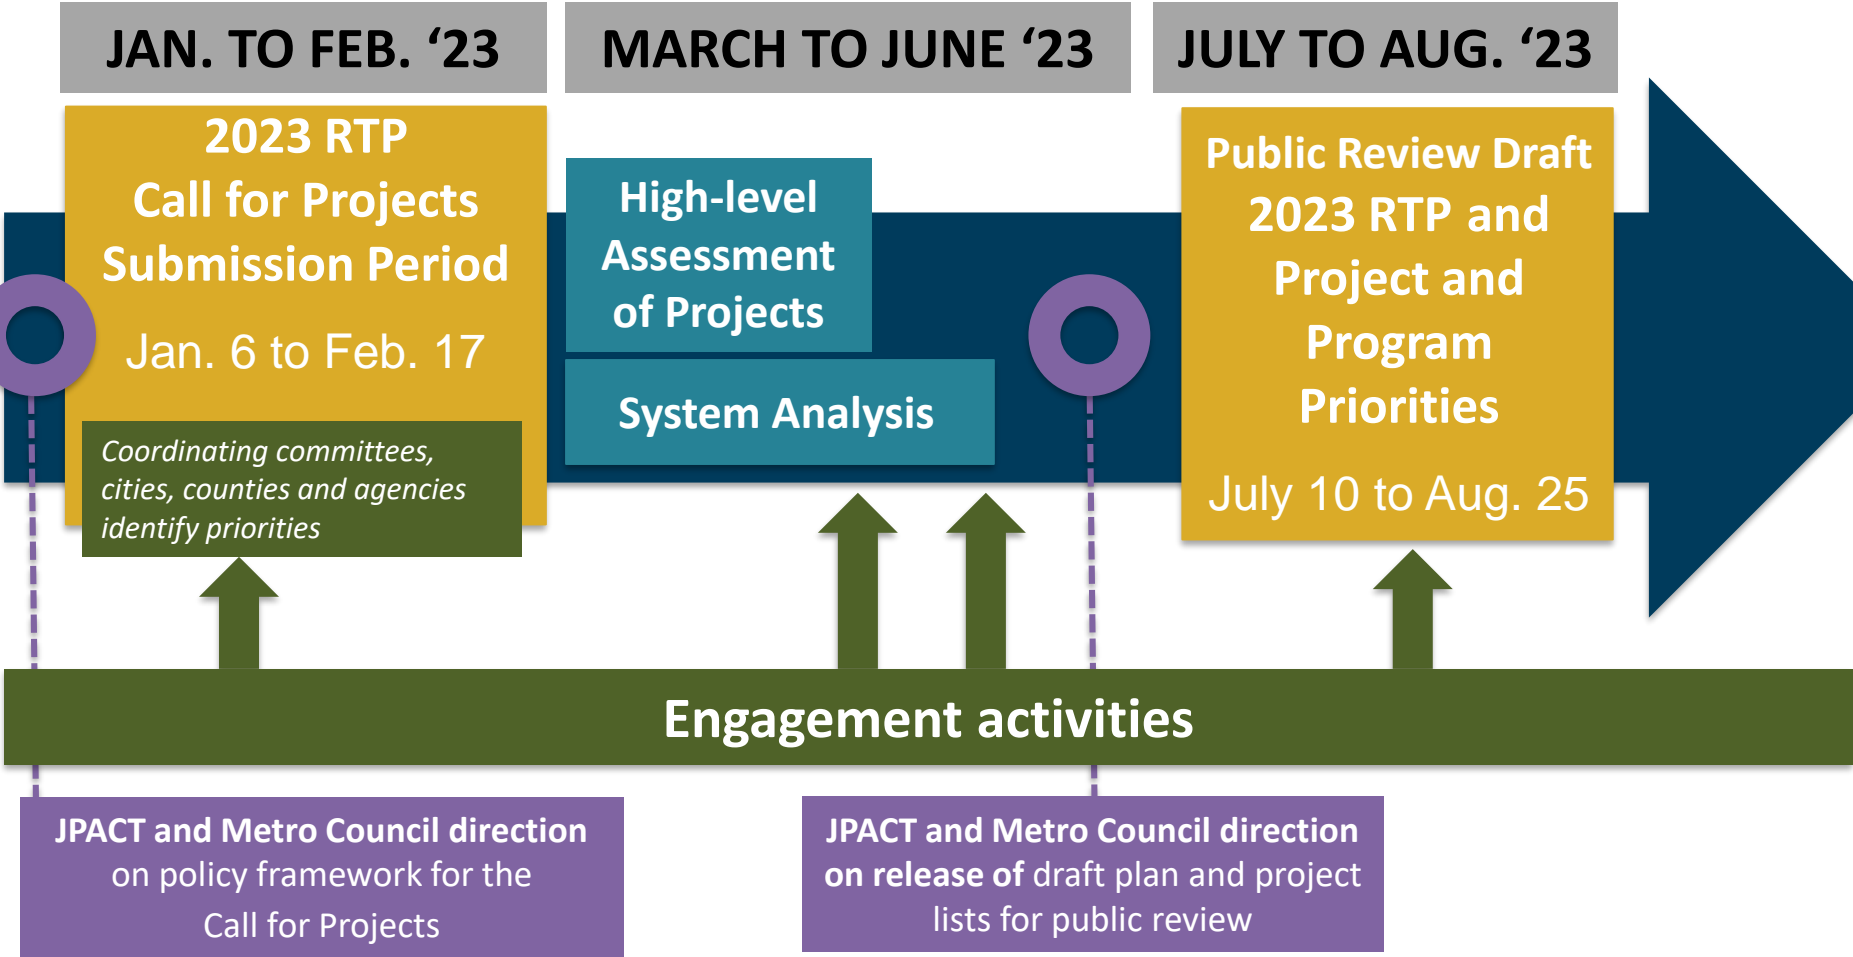 JAN. TO FEB. ‘23
MARCH TO JUNE ‘23
JULY TO AUG. ‘23
2023 RTP
Call for Projects
Submission Period
Jan. 6 to Feb. 17
Coordinating committees,
cities, counties and agencies
identify priorities
High-level
Assessment
of Projects
System Analysis
Public Review Draft
2023 RTP and
Project and
Program
Priorities
July 10 to Aug. 25
Engagement activities
JPACT and Metro Council direction
on policy framework for the
Call for Projects
JPACT and Metro Council direction
on release of draft plan and project
lists for public review